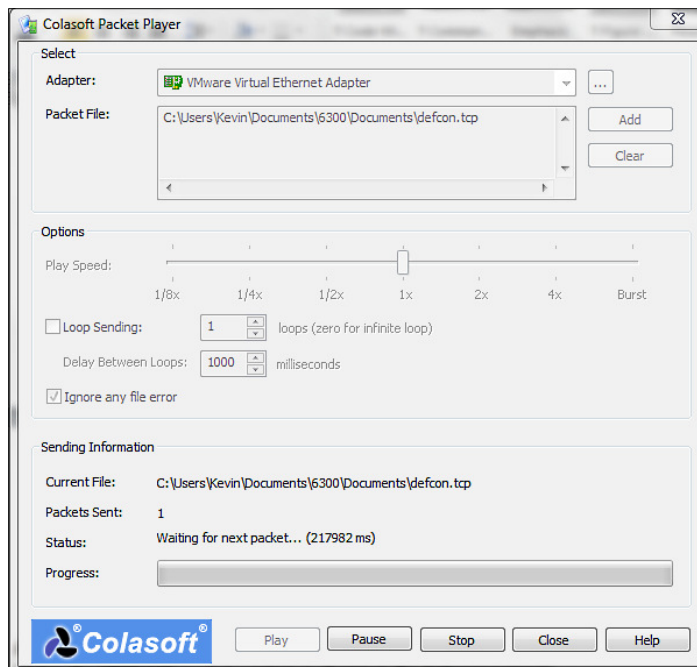 Colasoft Packet Player
Select
Adapter: VMware Virtual Ethernet Adapter ...
Packet File: C:\Users\Kevin\Documents\6300\Documents\defcon.tcp Add
Clear
Options
Play Speed:
1/8x 1/4x 1/2x 1x 2x 4x Burst
Loop Sending: 1 loops (zero for infinite loop)
Delay Between Loops: 1000 milliseconds
Ignore any file error
Sending Information
Current File: C:\Users\Kevin\Documents\6300\Documents\defcon.tcp
Packets Sent: 1
Status: Waiting for next packet... (217982 ms)
Progress:
®Colasoft® Play Pause Stop Close Help